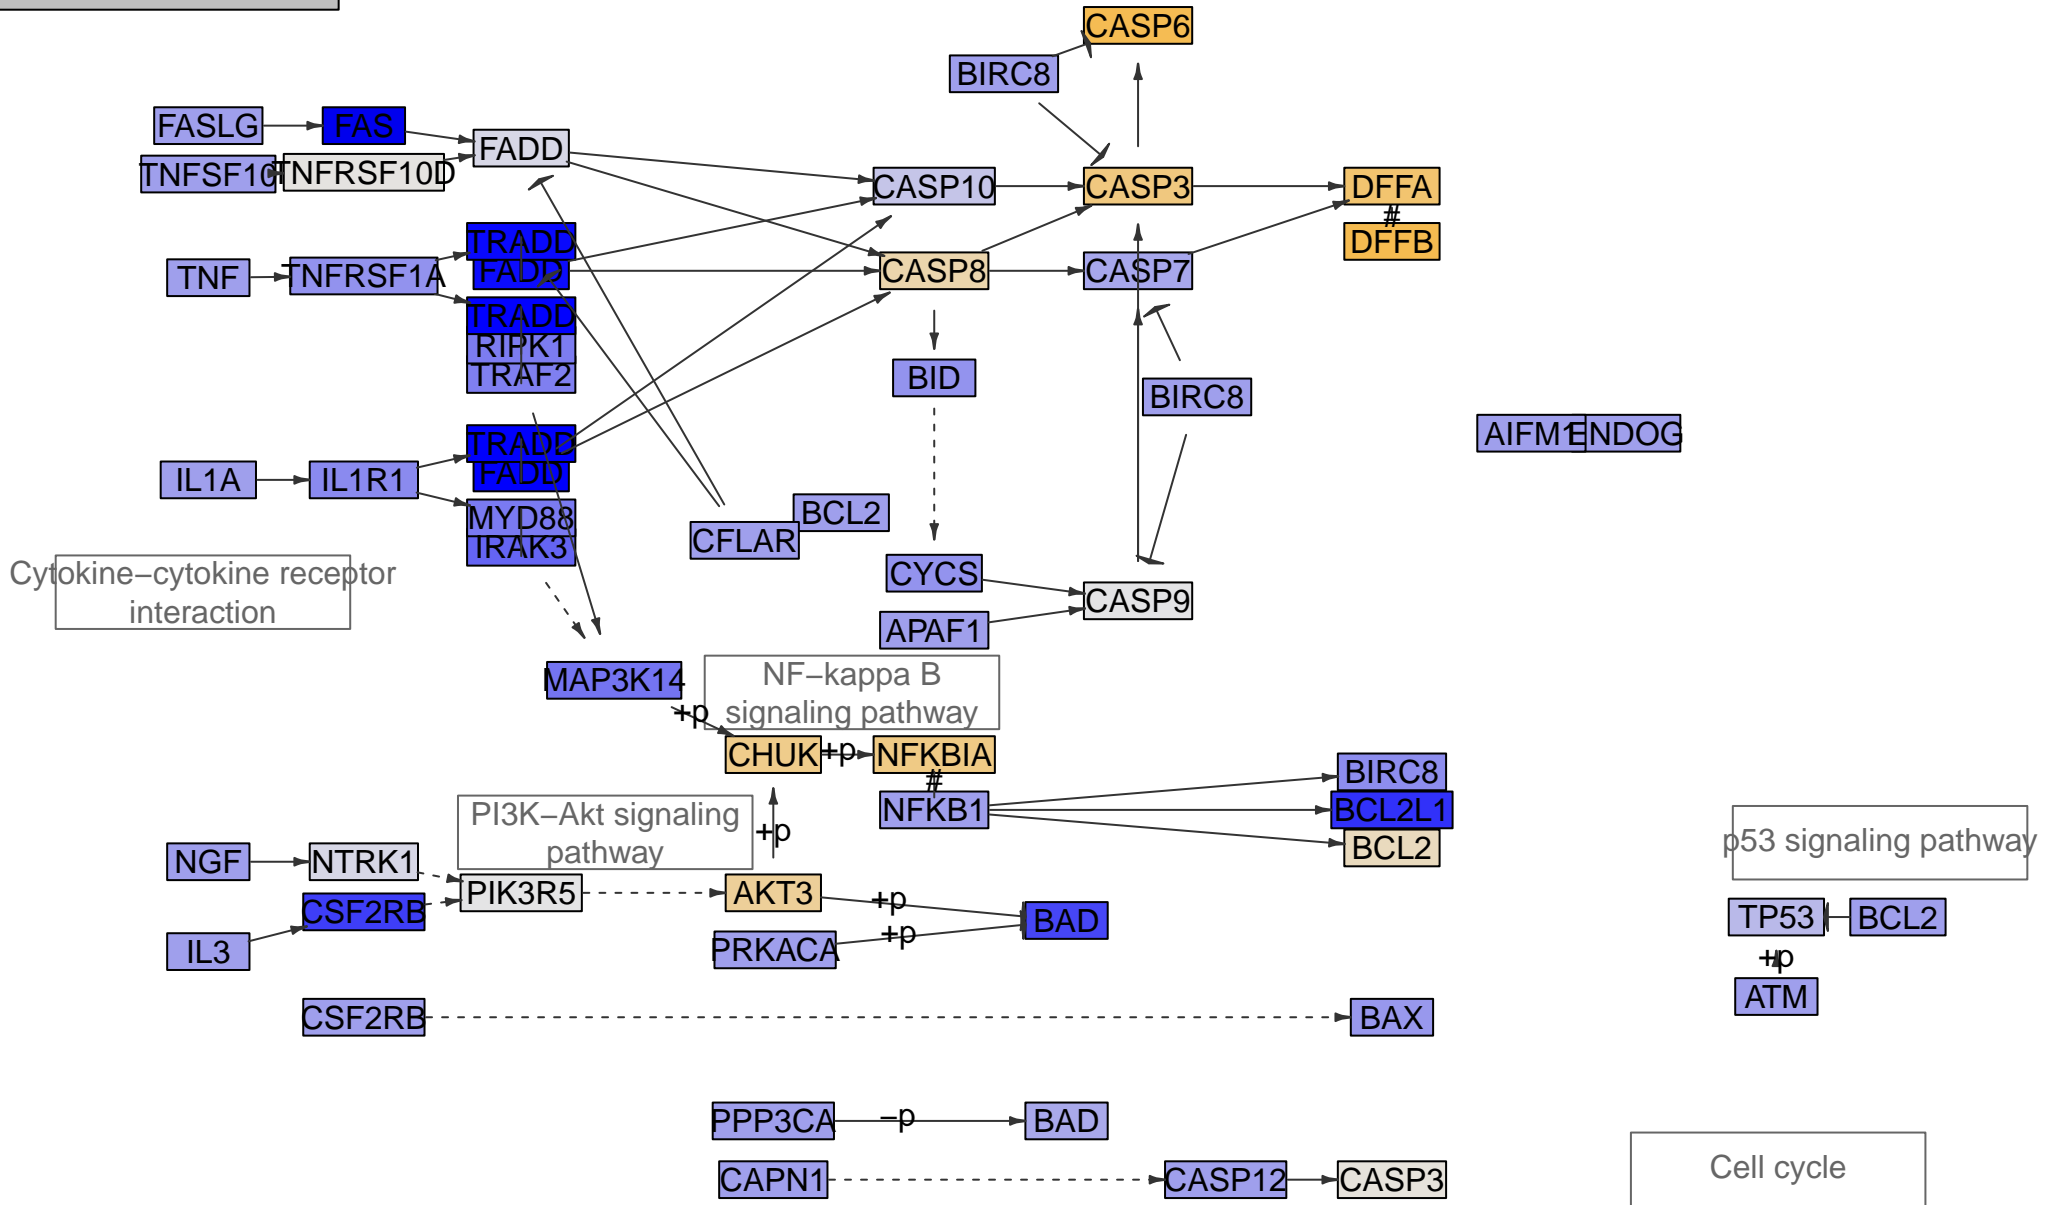 CASP6
BIRC8
FASLG
FAS
FADD
TNFSF10
TNFRSF10D
CASP10
CASP3
DFFA
#
DFFB
TRADD
FADD
TNF
TNFRSF1A
CASP8
CASP7
TRADD
RIPK1
TRAF2
BID
BIRC8
AIFM1
ENDOG
TRADD
FADD
IL1A
IL1R1
MYD88
IRAK3
BCL2
CFLAR
Cytokine−cytokine receptor
interaction
CYCS
CASP9
APAF1
MAP3K14
NF−kappa B
signaling pathway
+p
CHUK
+p
NFKBIA
#
NFKB1
BIRC8
BCL2L1
BCL2
PI3K−Akt signaling
pathway
+p
p53 signaling pathway
NGF
NTRK1
PIK3R5
AKT3
+p
CSF2RB
BAD
TP53
BCL2
IL3
PRKACA
+p
+p
ATM
CSF2RB
BAX
PPP3CA
−p
BAD
CAPN1
CASP12
CASP3
Cell cycle